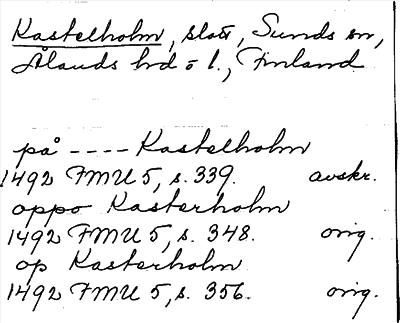 Kastelholm, slott, Sunds sn,
Ålands hd o l., Finland
på ---- Kastelholm
1492 FMU 5, s. 339. avskr.
oppo Kasterholm
1492 FMU 5, s. 348. orig.
op Kasterholm
1492 FMU 5, s. 356. orig.